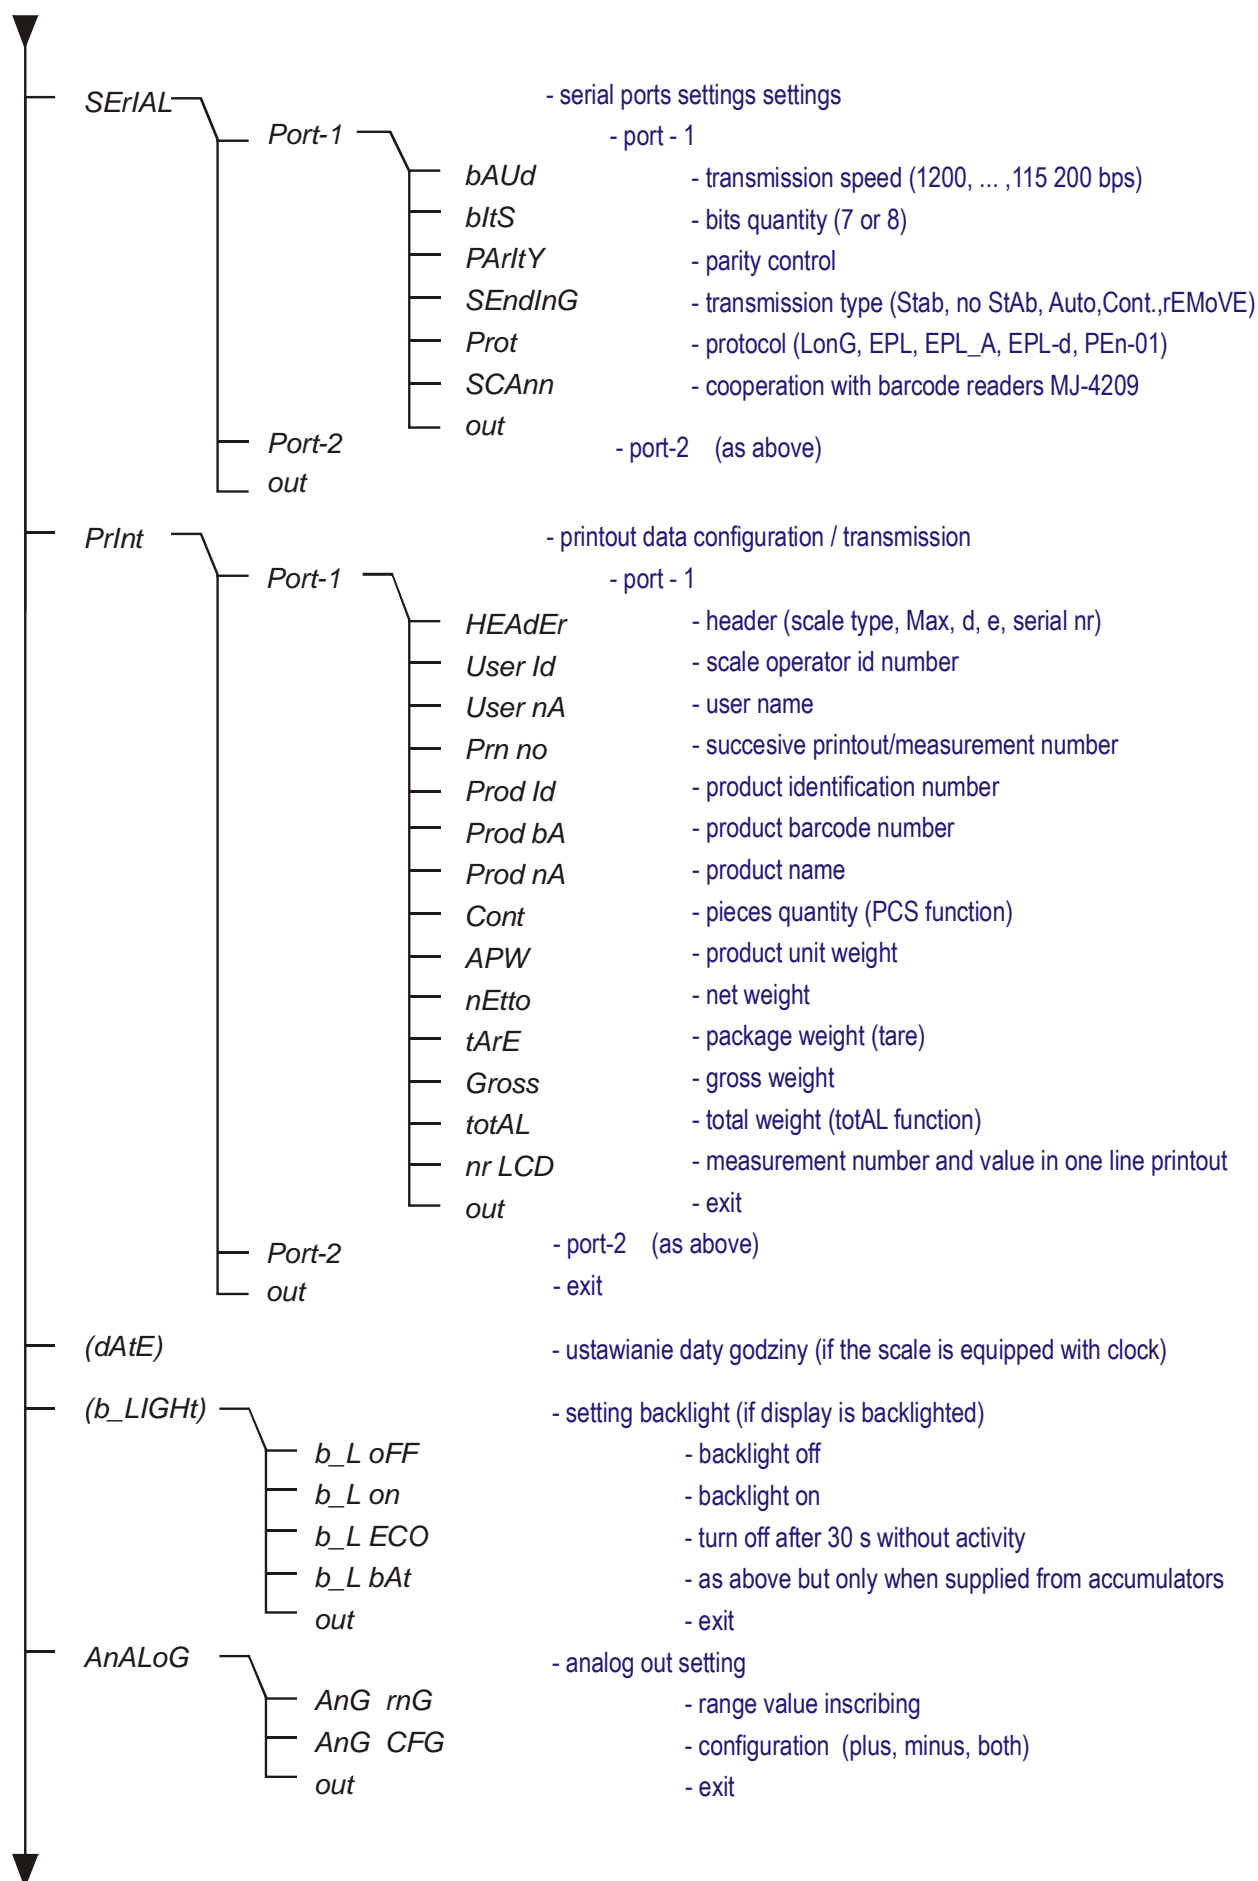 SErIAL - serial ports settings settings
Port-1 - port - 1
bAUd - transmission speed (1200, ... ,115 200 bps)
bItS - bits quantity (7 or 8)
PArItY - parity control
SEndInG - transmission type (Stab, no StAb, Auto,Cont.,rEMoVE)
Prot - protocol (LonG, EPL, EPL_A, EPL-d, PEn-01)
SCAnn - cooperation with barcode readers MJ-4209
out
Port-2 - port-2 (as above)
out
PrInt - printout data configuration / transmission
Port-1 - port - 1
HEAdEr - header (scale type, Max, d, e, serial nr)
User Id - scale operator id number
User nA - user name
Prn no - succesive printout/measurement number
Prod Id - product identification number
Prod bA - product barcode number
Prod nA - product name
Cont - pieces quantity (PCS function)
APW - product unit weight
nEtto - net weight
tArE - package weight (tare)
Gross - gross weight
totAL - total weight (totAL function)
nr LCD - measurement number and value in one line printout
out - exit
Port-2 - port-2 (as above)
out - exit
(dAtE) - ustawianie daty godziny (if the scale is equipped with clock)
(b_LIGHt) - setting backlight (if display is backlighted)
b_L oFF - backlight off
b_L on - backlight on
b_L ECO - turn off after 30 s without activity
b_L bAt - as above but only when supplied from accumulators
out - exit
AnALoG - analog out setting
AnG rnG - range value inscribing
AnG CFG - configuration (plus, minus, both)
out - exit